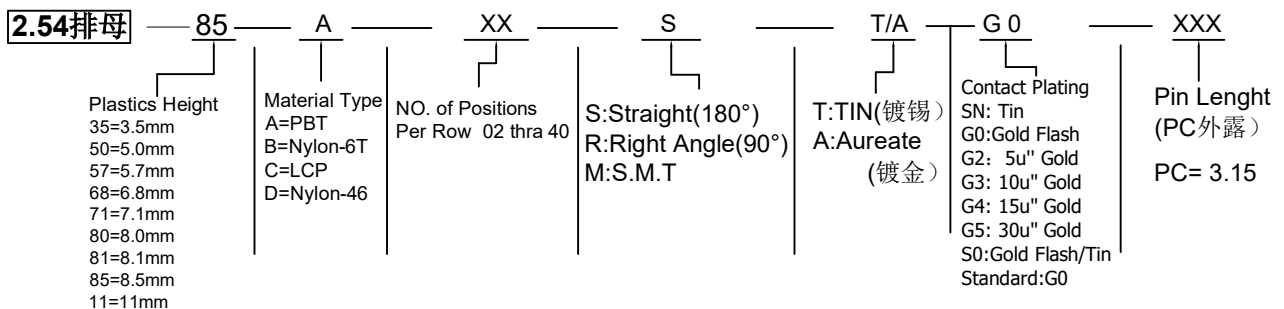 2.54排母 85 A XX S T/A G 0 XXX
Plastics Height
35=3.5mm
50=5.0mm
57=5.7mm
68=6.8mm
71=7.1mm
80=8.0mm
81=8.1mm
85=8.5mm
11=11mm
Material Type
A=PBT
B=Nylon-6T
C=LCP
D=Nylon-46
NO. of Positions
Per Row 02 thra 40
S:Straight(180°)
R:Right Angle(90°)
M:S.M.T
T:TIN(镀锡）
A:Aureate
(镀金）
Contact Plating
SN: Tin
G0:Gold Flash
G2： 5u" Gold
G3: 10u" Gold
G4: 15u" Gold
G5: 30u" Gold
S0:Gold Flash/Tin
Standard:G0
Pin Lenght
(PC外露）
PC= 3.15